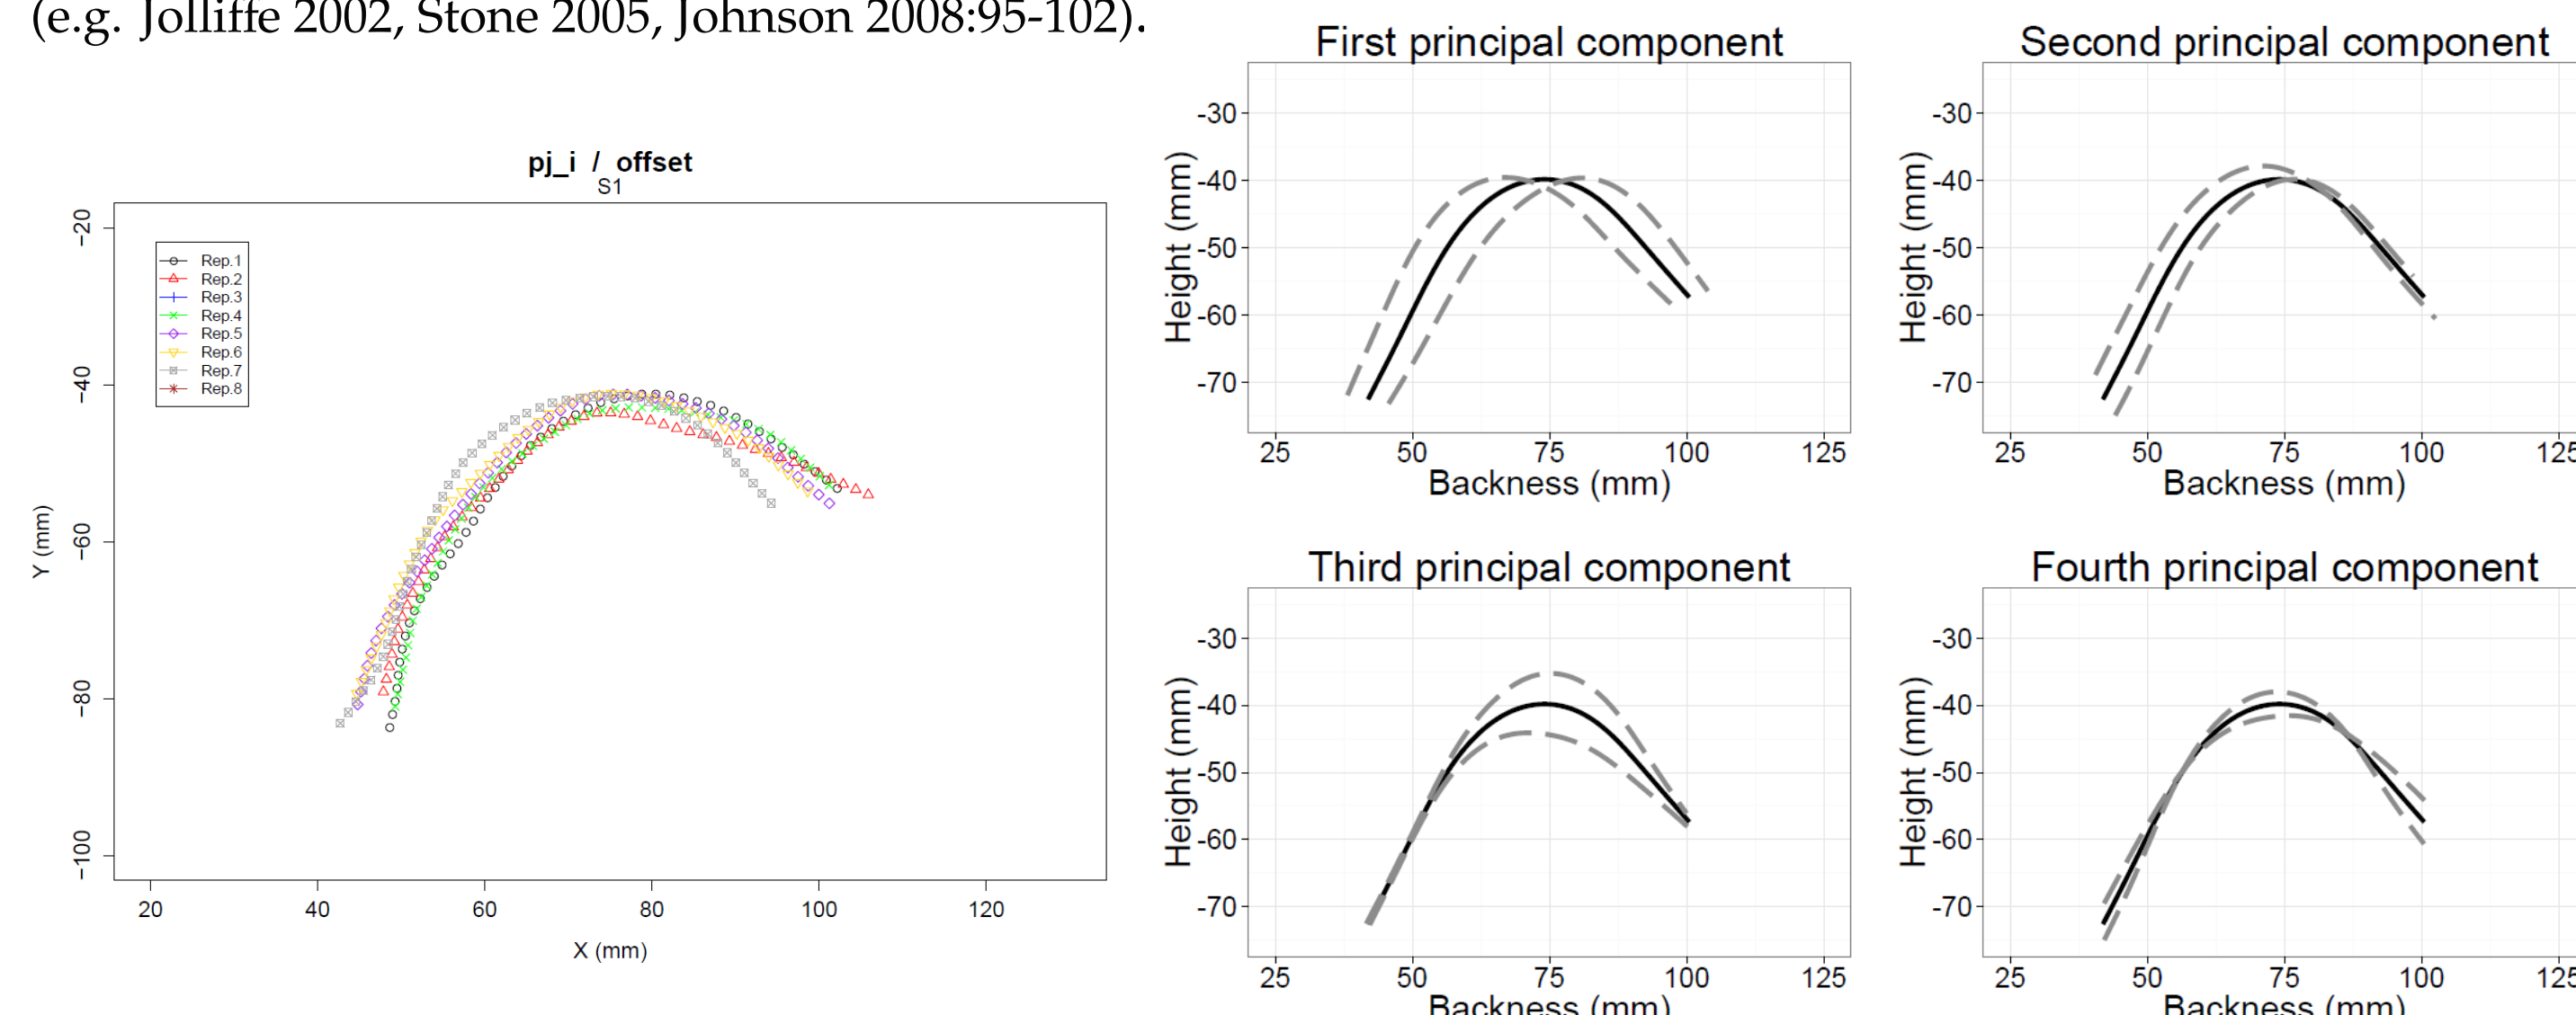 (e.g. Jolliffe 2002, Stone 2005, Johnson 2008:95-102).
pj_i / offset
S1
Rep.1
Rep.2
Rep.3
Rep.4
Rep.5
Rep.6
Rep.7
Rep.8
−20
−40
−60
−80
−100
Y (mm)
20 40 60 80 100 120
X (mm)
First principal component
-30
-40
-50
-60
-70
Height (mm)
25 50 75 100 125
Backness (mm)
Second principal component
-30
-40
-50
-60
-70
Height (mm)
25 50 75 100 125
Backness (mm)
Third principal component
-30
-40
-50
-60
-70
Height (mm)
25 50 75 100 125
Backness (mm)
Fourth principal component
-30
-40
-50
-60
-70
Height (mm)
25 50 75 100 125
Backness (mm)